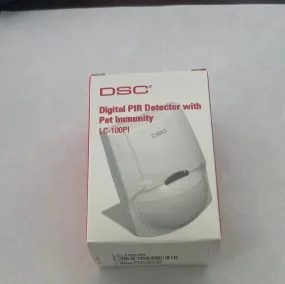 DSC®
Digital PIR Detector with
Pet Immunity
LC-100PI
DSC